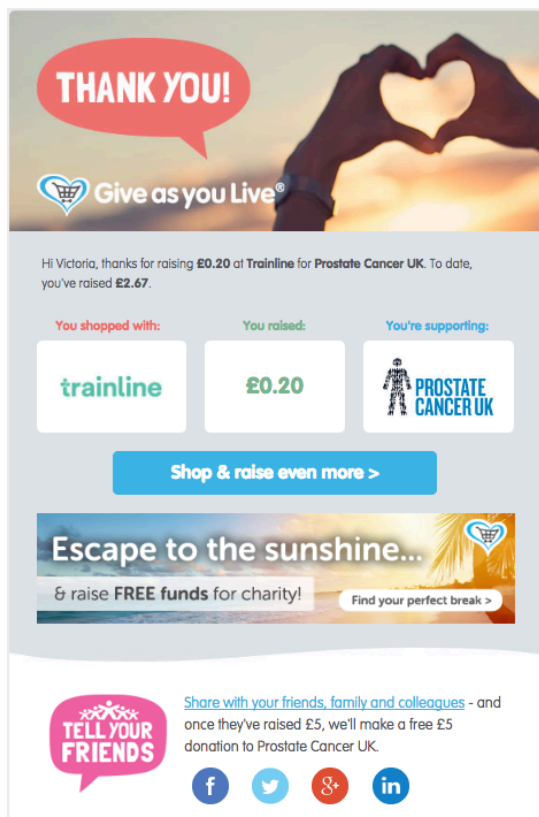 THANK YOU!
Give as you Live®
Hi Victoria, thanks for raising £0.20 at Trainline for Prostate Cancer UK. To date,
you've raised £2.67.
You shopped with:
You raised:
You're supporting:
trainline
£0.20
PROSTATE
CANCER UK
Shop & raise even more >
Escape to the sunshine...
& raise FREE funds for charity!
Find your perfect break >
TELL YOUR
FRIENDS
Share with your friends, family and colleagues - and
once they've raised £5, we'll make a free £5
donation to Prostate Cancer UK.
f
g+
in